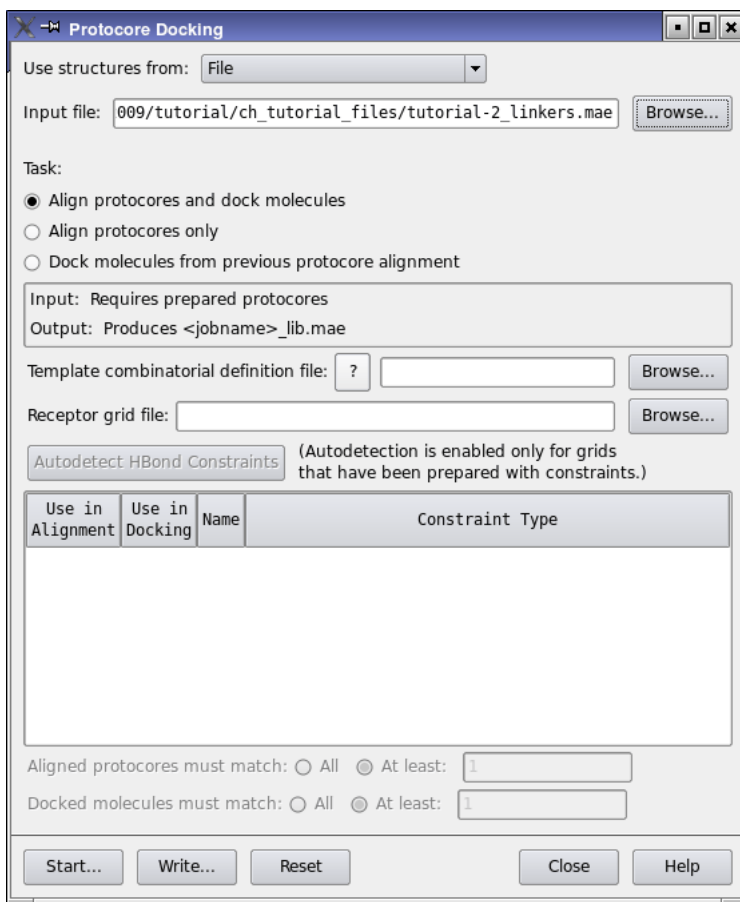 Protocore Docking
Use structures from: File
Input file: 009/tutorial/ch_tutorial_files/tutorial-2_linkers.mae Browse...
Task:
Align protocores and dock molecules
Align protocores only
Dock molecules from previous protocore alignment
Input: Requires prepared protocores
Output: Produces <jobname>_lib.mae
Template combinatorial definition file: ? Browse...
Receptor grid file: Browse...
Autodetect HBond Constraints (Autodetection is enabled only for grids
that have been prepared with constraints.)
Use in Alignment Use in Docking Name Constraint Type
Aligned protocores must match: All At least: 1
Docked molecules must match: All At least: 1
Start... Write... Reset Close Help